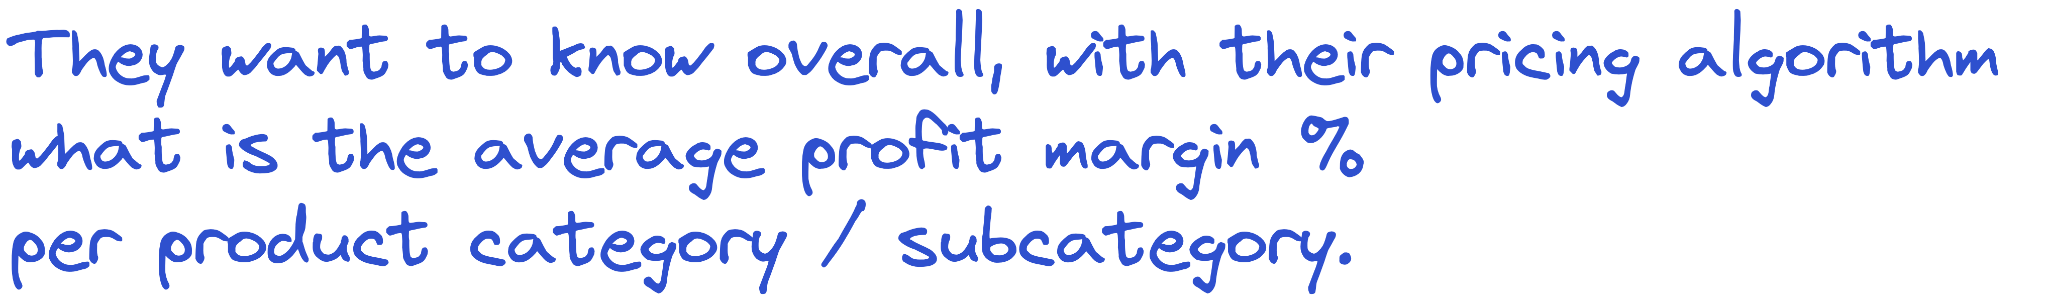 They want to know overall, with their pricing algorithm
what is the average profit margin %
per product category / subcategory.